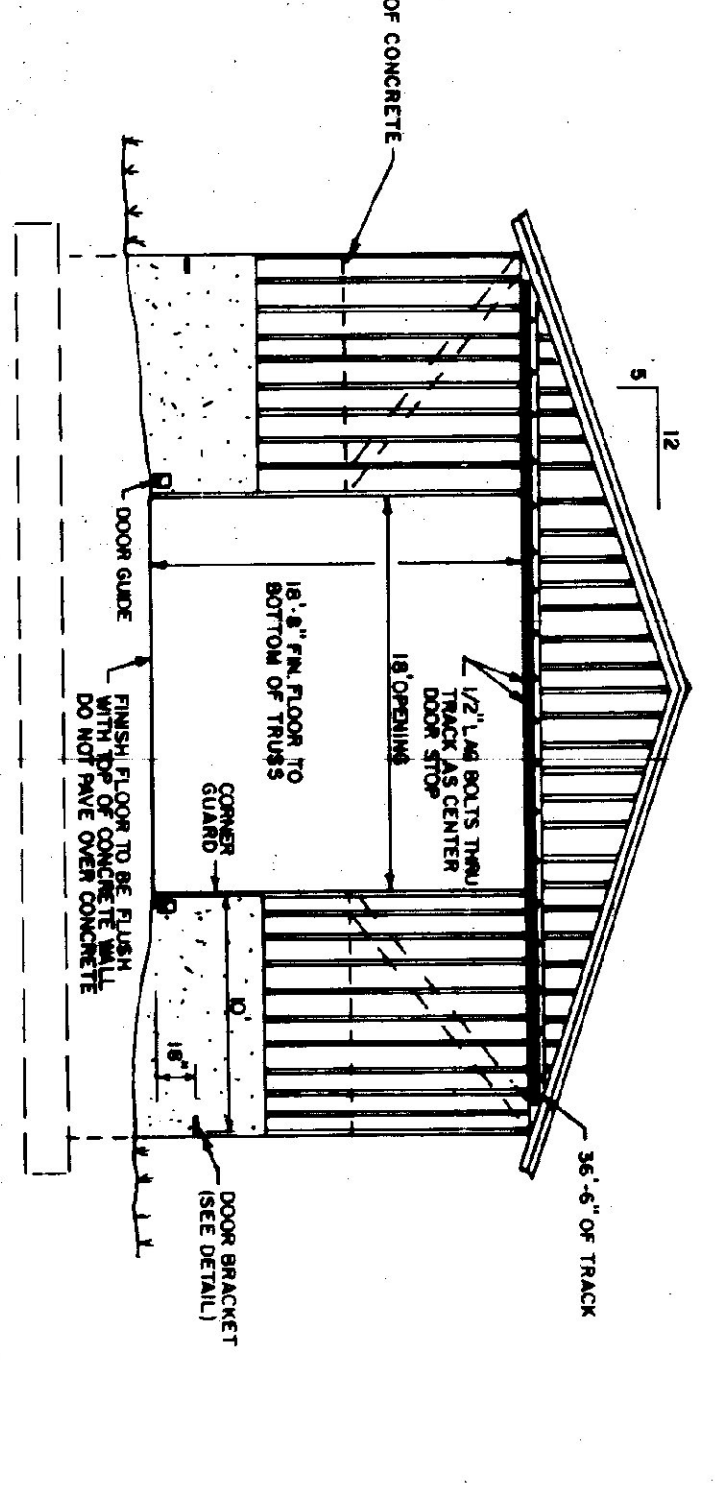 OF CONCRETE
12
5
36'-6" OF TRACK
1/2" LAG BOLTS THRU
TRACK AS CENTER
DOOR STOP
18' OPENING
18'-8" FIN. FLOOR TO
BOTTOM OF TRUSS
CORNER
GUARD
10'
18"
DOOR GUIDE
FINISH FLOOR TO BE FLUSH
WITH TOP OF CONCRETE WALL
DO NOT PAVE OVER CONCRETE
DOOR BRACKET
(SEE DETAIL)